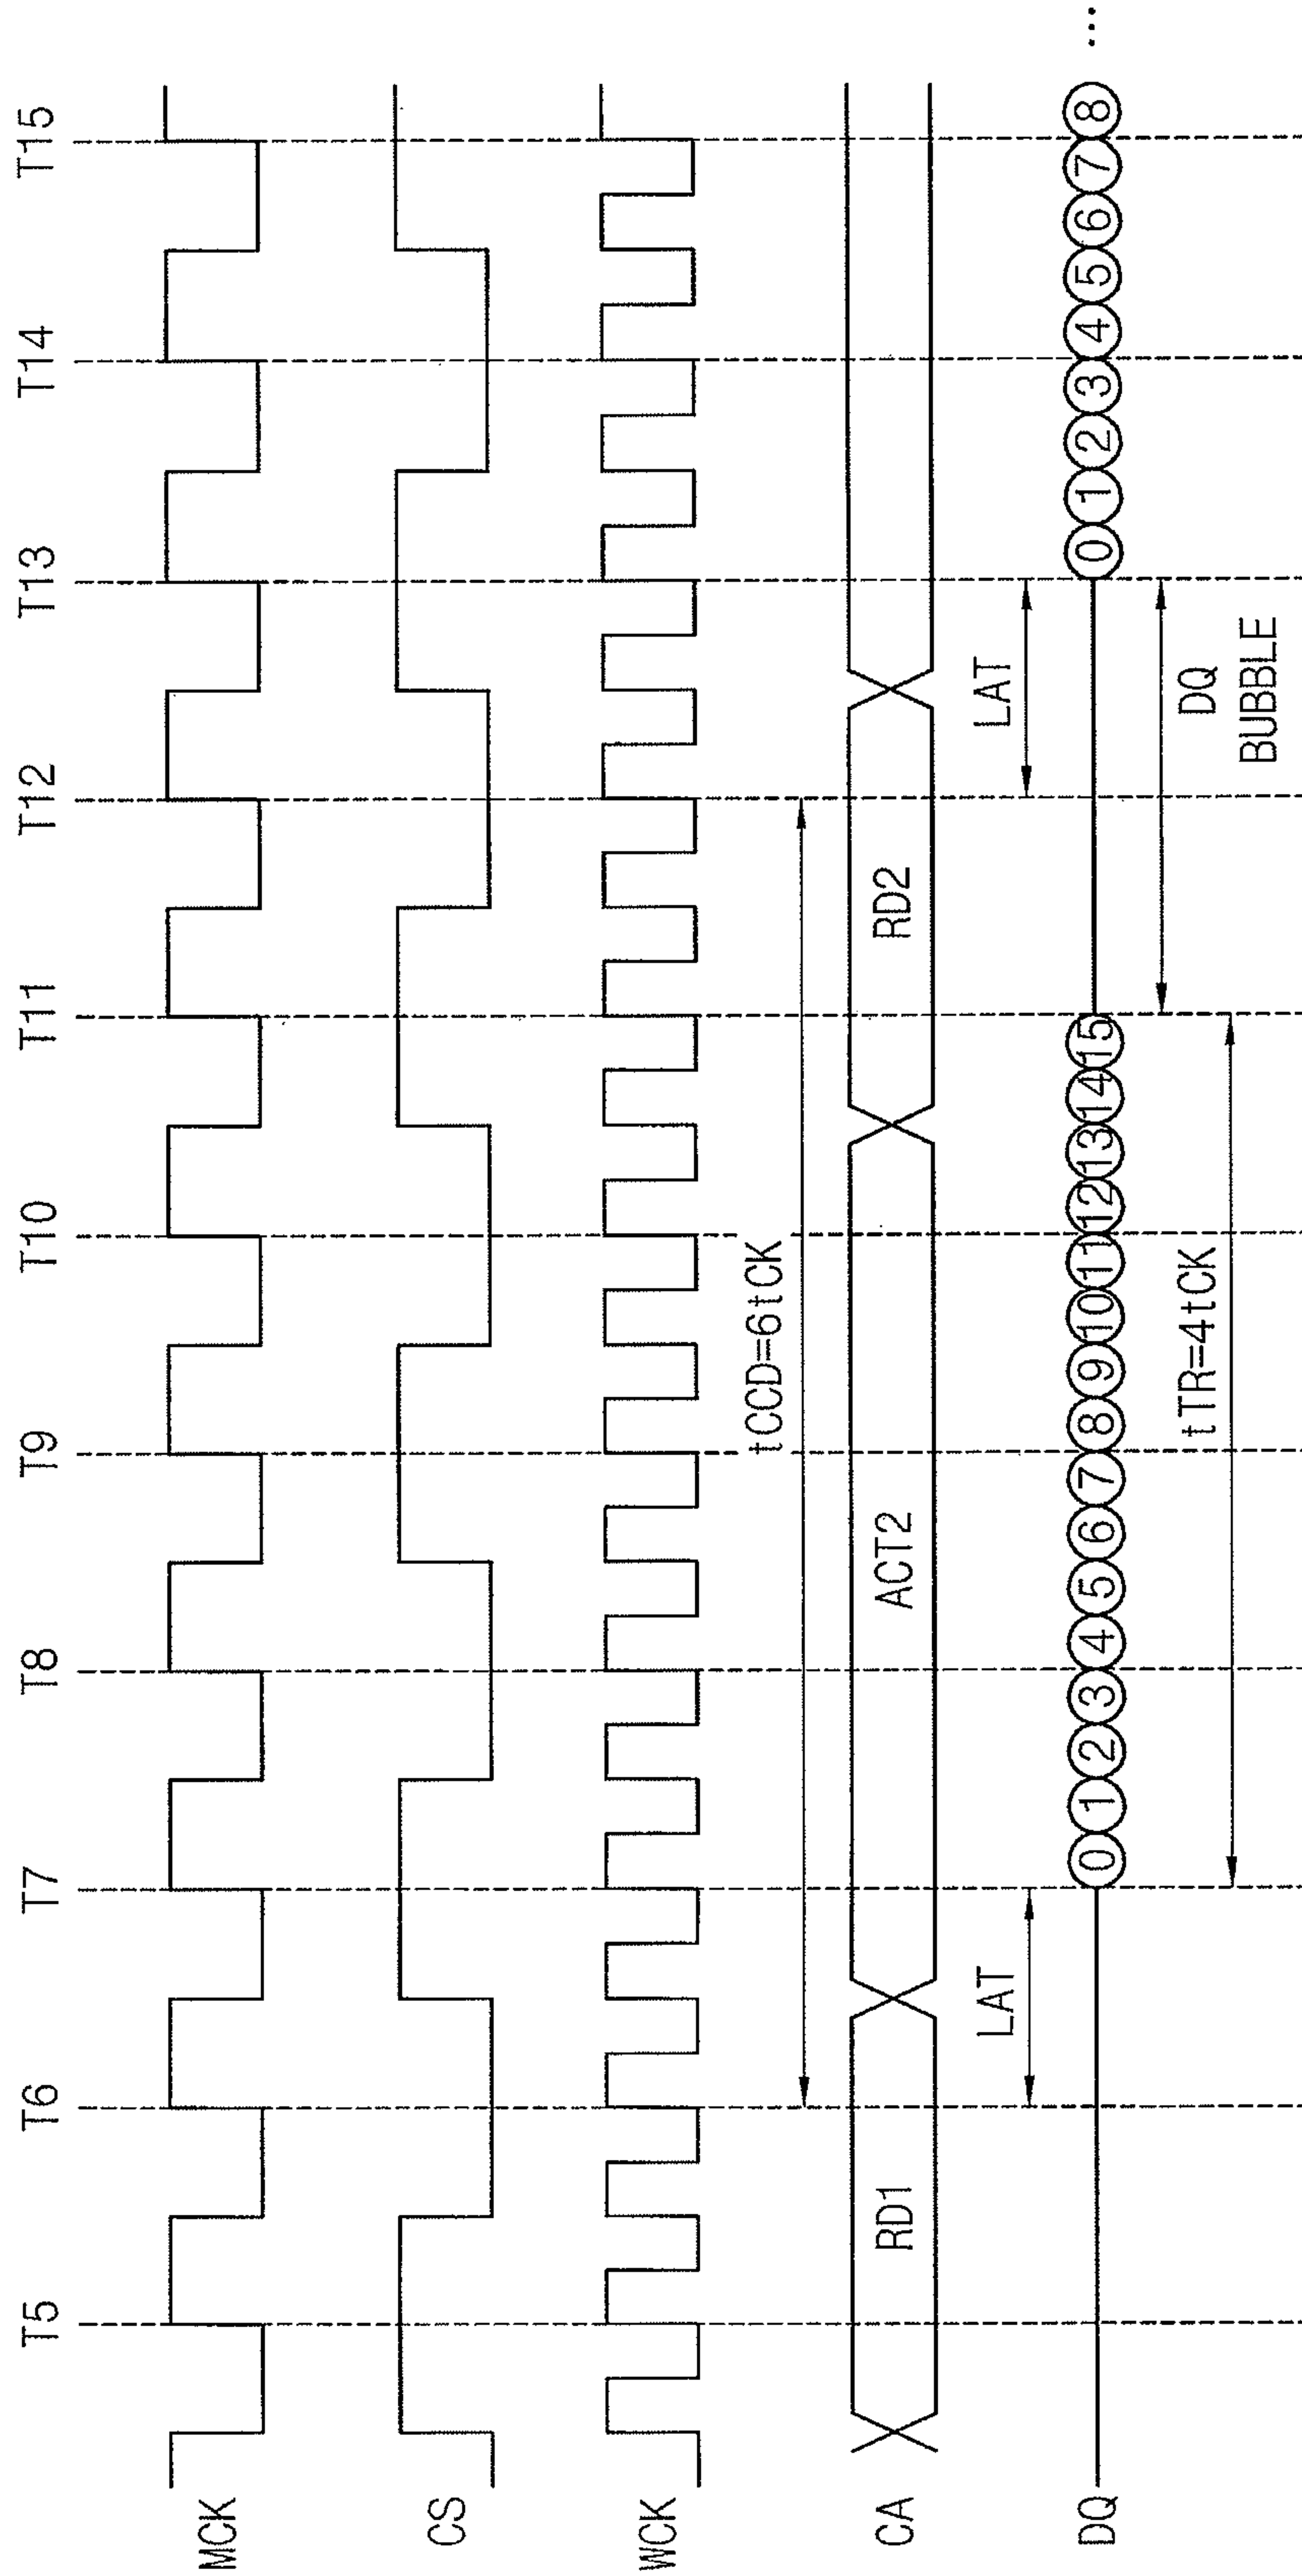 T5 T6 T7 T8 T9 T10 T11 T12 T13 T14 T15
MCK
CS
WCK
tCCD=6tCK
CA RD1 ACT2 RD2
LAT LAT
DQ 0 1 2 3 4 5 6 7 8 9 10 11 12 13 14 15 0 1 2 3 4 5 6 7 8 ...
DQ
BUBBLE
tTR=4tCK